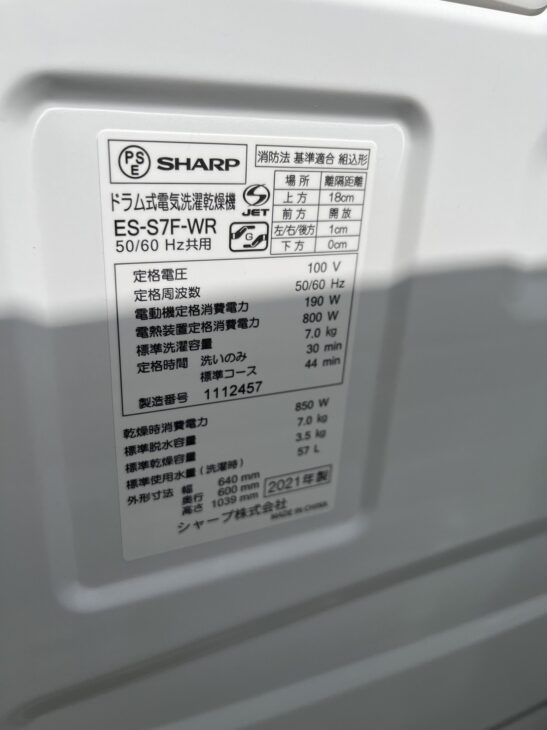 PSE SHARP
ドラム式電気洗濯乾燥機
ES-S7F-WR
50/60 Hz共用
S JET
G
消防法 基準適合 組込形
場所 離隔距離
上方 18cm
前方 開放
左/右/後方 1cm
下方 0cm
定格電圧 100 V
定格周波数 50/60 Hz
電動機定格消費電力 190 W
電熱装置定格消費電力 800 W
標準洗濯容量 7.0 kg
定格時間 洗いのみ 30 min
標準コース 44 min
製造番号 1112457
乾燥時消費電力 850 W
標準脱水容量 7.0 kg
標準乾燥容量 3.5 kg
標準使用水量(洗濯時) 57 L
外形寸法 幅 640 mm
奥行 600 mm
高さ 1039 mm
2021年製
シャープ株式会社
MADE IN CHINA